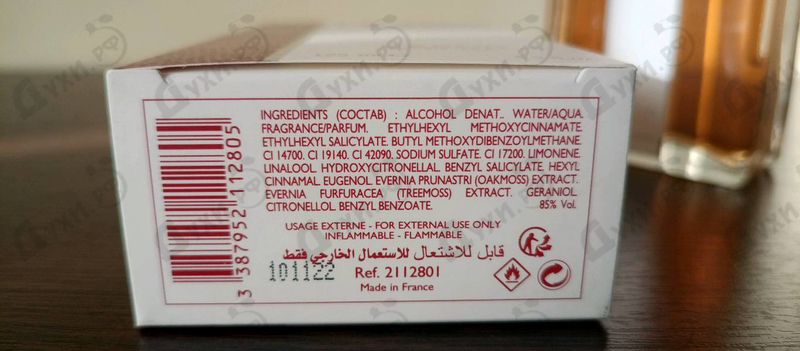 INGREDIENTS (СОСТАВ) : ALCOHOL DENAT.. WATER/AQUA.
FRAGRANCE/PARFUM. ETHYLHEXYL METHOXYCINNAMATE.
ETHYLHEXYL SALICYLATE. BUTYL METHOXYDIBENZOYLMETHANE.
CI 14700. CI 19140. CI 42090. SODIUM SULFATE. CI 17200. LIMONENE.
LINALOOL. HYDROXYCITRONELLAL. BENZYL SALICYLATE. HEXYL
CINNAMAL. EUGENOL. EVERNIA PRUNASTRI (OAKMOSS) EXTRACT.
EVERNIA FURFURACEA (TREEMOSS) EXTRACT. GERANIOL.
CITRONELLOL. BENZYL BENZOATE. 85% Vol.
USAGE EXTERNE - FOR EXTERNAL USE ONLY
INFLAMMABLE - FLAMMABLE
قابل للاشتعال للاستعمال الخارجي فقط
101122 Ref. 2112801
Made in France
3 387952 112805
Духи.РФ